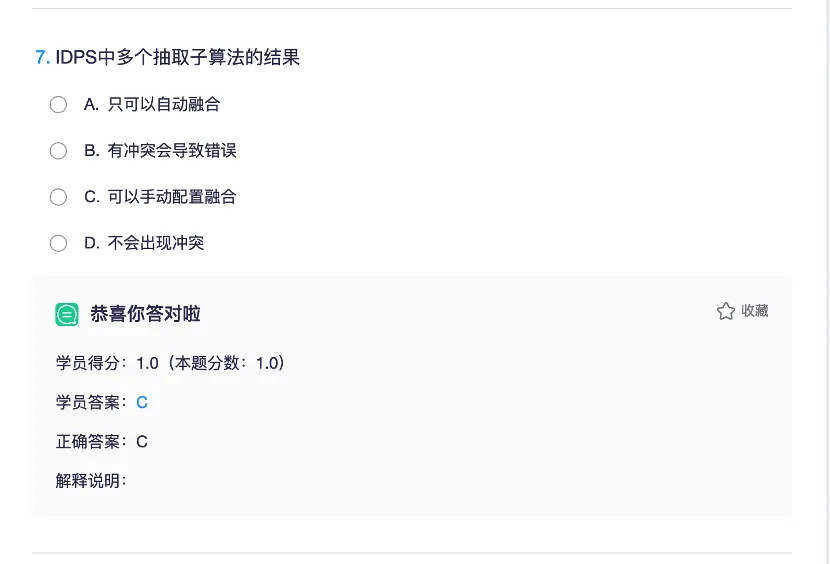 7. IDPS中多个抽取子算法的结果
A. 只可以自动融合
B. 有冲突会导致错误
C. 可以手动配置融合
D. 不会出现冲突
恭喜你答对啦
收藏
学员得分：1.0（本题分数：1.0）
学员答案：C
正确答案：C
解释说明：